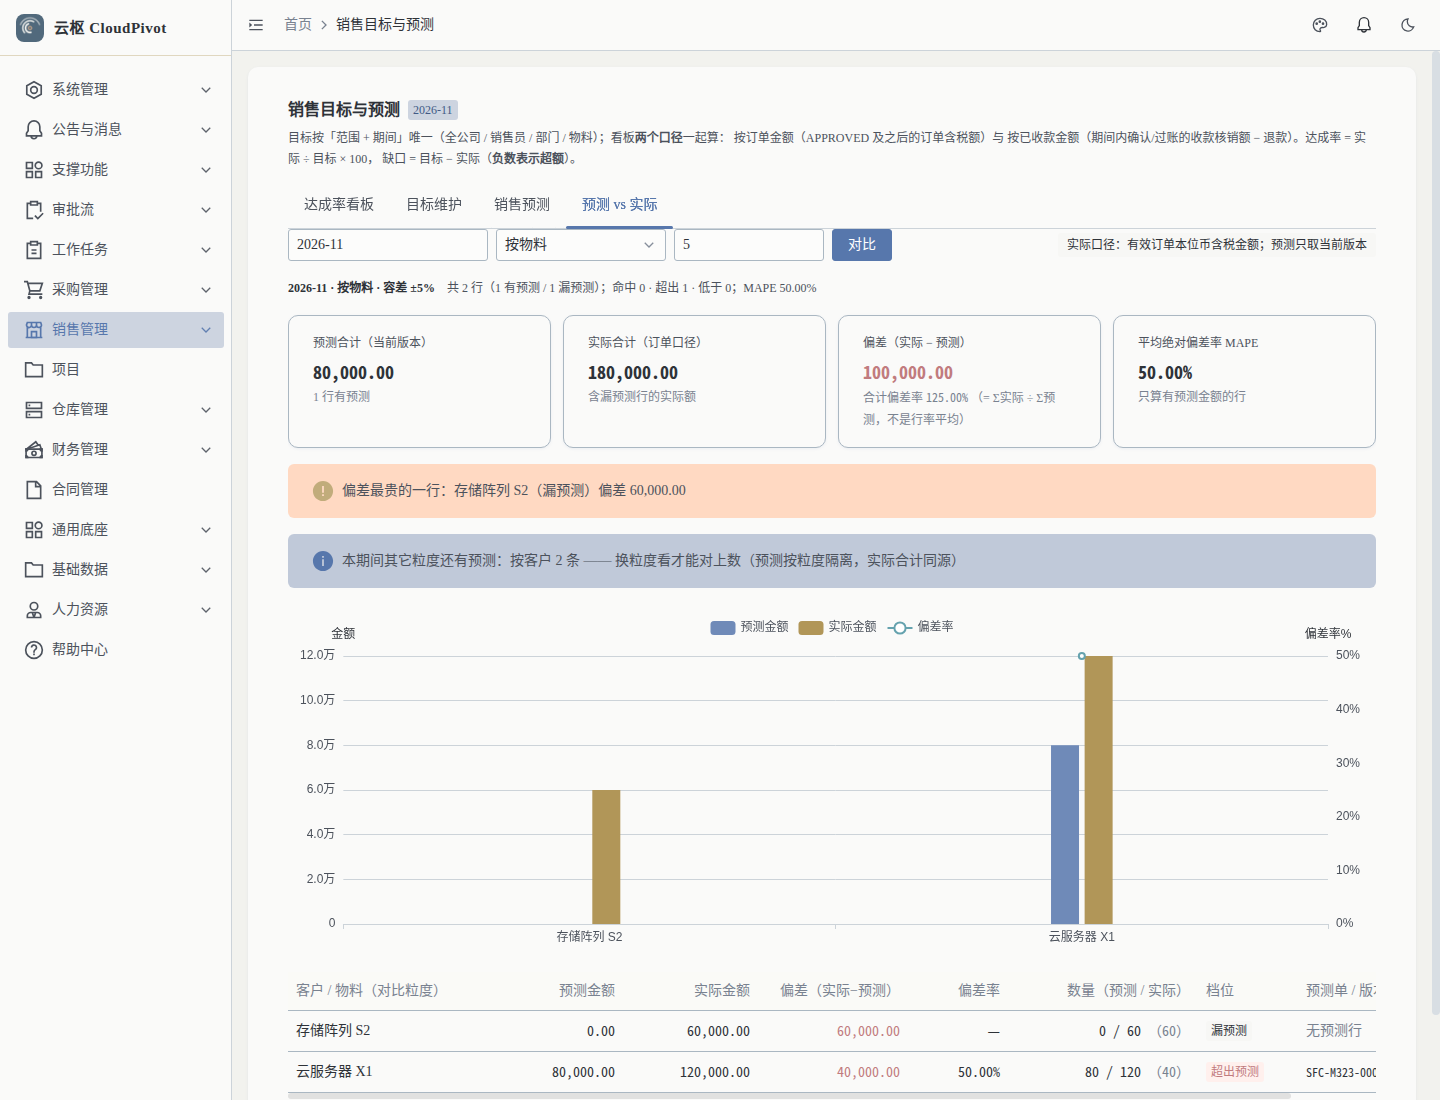 云枢 CloudPivot
首页 > 销售目标与预测
系统管理
公告与消息
支撑功能
审批流
工作任务
采购管理
销售管理
项目
仓库管理
财务管理
合同管理
通用底座
基础数据
人力资源
帮助中心
销售目标与预测 2026-11
目标按「范围 + 期间」唯一（全公司 / 销售员 / 部门 / 物料）；看板两个口径一起算： 按订单金额（APPROVED 及之后的订单含税额）与 按已收款金额（期间内确认/过账的收款核销额 − 退款）。达成率 = 实
际 ÷ 目标 × 100， 缺口 = 目标 − 实际（负数表示超额）。
达成率看板 目标维护 销售预测 预测 vs 实际
2026-11 按物料 5 对比 实际口径：有效订单本位币含税金额；预测只取当前版本
2026-11 · 按物料 · 容差 ±5% 共 2 行（1 有预测 / 1 漏预测）；命中 0 · 超出 1 · 低于 0；MAPE 50.00%
预测合计（当前版本）
80,000.00
1 行有预测
实际合计（订单口径）
180,000.00
含漏预测行的实际额
偏差（实际 − 预测）
100,000.00
合计偏差率 125.00% （= Σ实际 ÷ Σ预
测，不是行率平均）
平均绝对偏差率 MAPE
50.00%
只算有预测金额的行
偏差最贵的一行：存储阵列 S2（漏预测）偏差 60,000.00
本期间其它粒度还有预测：按客户 2 条 —— 换粒度看才能对上数（预测按粒度隔离，实际合计同源）
预测金额 实际金额 偏差率
金额 偏差率%
12.0万 50%
10.0万 40%
8.0万 30%
6.0万 20%
4.0万 10%
2.0万 0%
0
存储阵列 S2 云服务器 X1
客户 / 物料（对比粒度） 预测金额 实际金额 偏差（实际−预测） 偏差率 数量（预测 / 实际） 档位 预测单 / 版
存储阵列 S2 0.00 60,000.00 60,000.00 — 0 / 60 （60） 漏预测 无预测行
云服务器 X1 80,000.00 120,000.00 40,000.00 50.00% 80 / 120 （40） 超出预测 SFC-M323-000